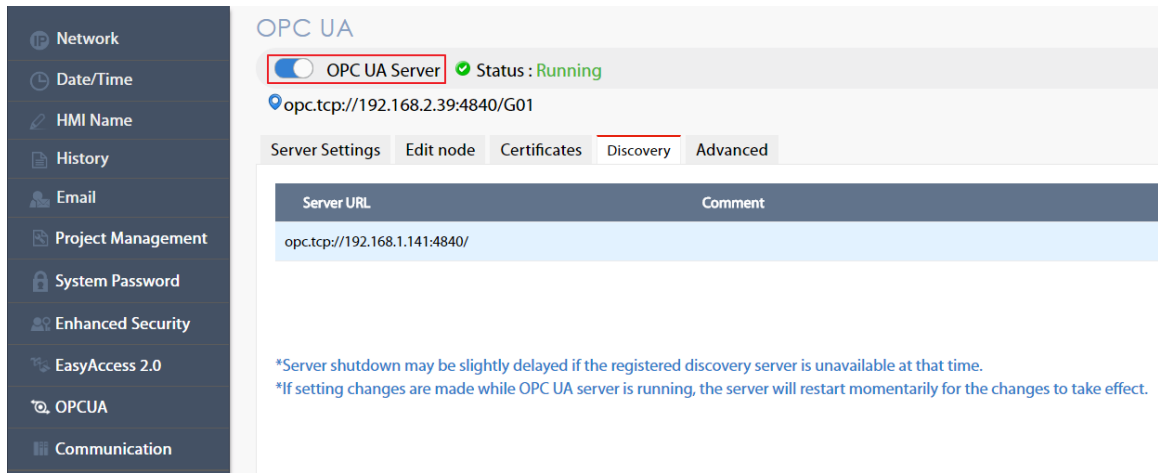 Network
Date/Time
HMI Name
History
Email
Project Management
System Password
Enhanced Security
EasyAccess 2.0
OPCUA
Communication
OPC UA
OPC UA Server Status : Running
opc.tcp://192.168.2.39:4840/G01
Server Settings Edit node Certificates Discovery Advanced
Server URL Comment
opc.tcp://192.168.1.141:4840/
*Server shutdown may be slightly delayed if the registered discovery server is unavailable at that time.
*If setting changes are made while OPC UA server is running, the server will restart momentarily for the changes to take effect.